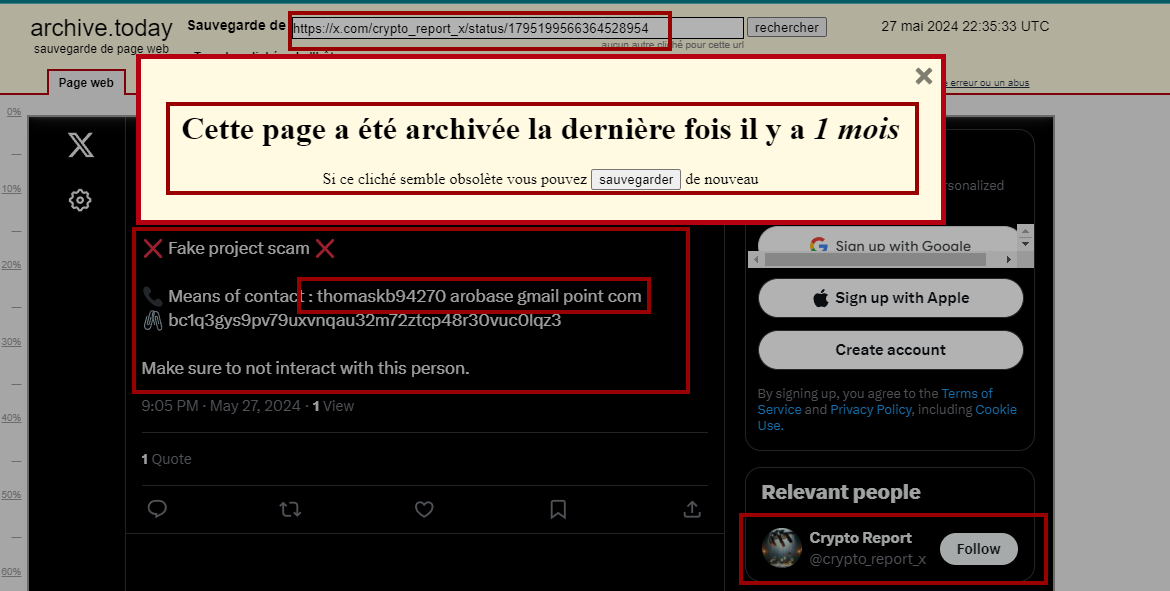 archive.today
sauvegarde de page web
Sauvegarde de
https://x.com/crypto_report_x/status/1795199566364528954
rechercher
27 mai 2024 22:35:33 UTC
aucun autre cliché pour cette url
Page web
erreur ou un abus
Cette page a été archivée la dernière fois il y a 1 mois
Si ce cliché semble obsolète vous pouvez sauvegarder de nouveau
0%
10%
20%
30%
40%
50%
60%
❌ Fake project scam ❌
📞 Means of contact : thomaskb94270 arobase gmail point com
🖇 bc1q3gys9pv79uxvnqau32m72ztcp48r30vuc0lqz3
Make sure to not interact with this person.
9:05 PM · May 27, 2024 · 1 View
1 Quote
Sign up with Google
Sign up with Apple
Create account
By signing up, you agree to the Terms of
Service and Privacy Policy, including Cookie
Use.
Relevant people
Crypto Report
@crypto_report_x
Follow